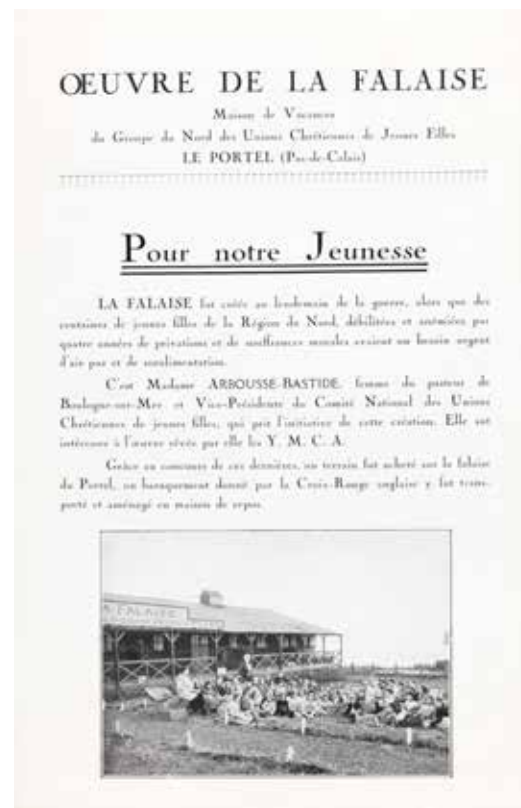 ŒUVRE DE LA FALAISE
Maison de Vacances
du Groupe du Nord des Unions Chrétiennes de Jeunes Filles
LE PORTEL (Pas-de-Calais)
Pour notre Jeunesse
LA FALAISE fut créée au lendemain de la guerre, alors que des
centaines de jeunes filles de la Région du Nord, débilitées et anémiées par
quatre années de privations et de souffrances morales avaient un besoin urgent
d'air pur et de suralimentation.
C'est Madame ARBOUSSE-BASTIDE, femme du pasteur de
Boulogne-sur-Mer et Vice-Présidente du Comité National des Unions
Chrétiennes de jeunes filles, qui prit l'initiative de cette création. Elle sut
intéresser à l'œuvre rêvée par elle les Y. M. C. A.
Grâce au concours de ces dernières, un terrain fut acheté sur la falaise
du Portel, un baraquement donné par la Croix-Rouge anglaise y fut trans-
porté et aménagé en maison de repos.
A FALAISE